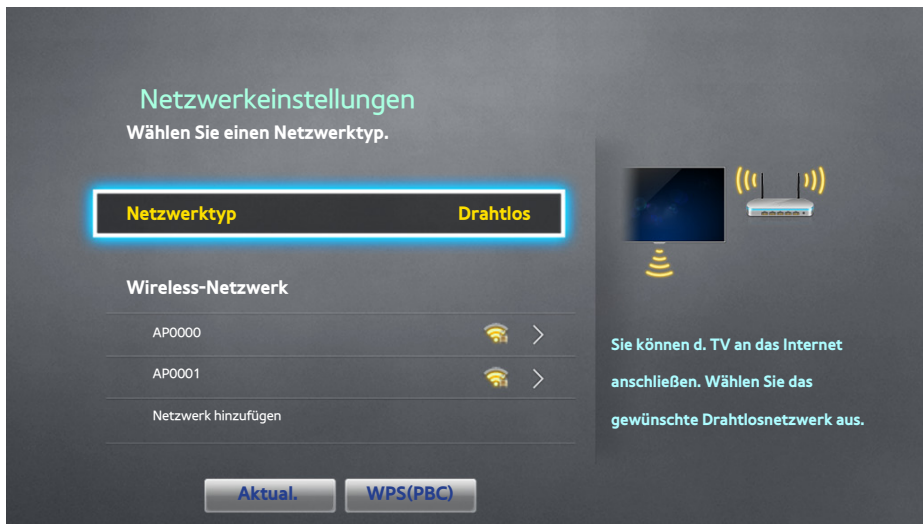 Netzwerkeinstellungen
Wählen Sie einen Netzwerktyp.
Netzwerktyp Drahtlos
Wireless-Netzwerk
AP0000
AP0001
Netzwerk hinzufügen
Aktual. WPS(PBC)
Sie können d. TV an das Internet
anschließen. Wählen Sie das
gewünschte Drahtlosnetzwerk aus.